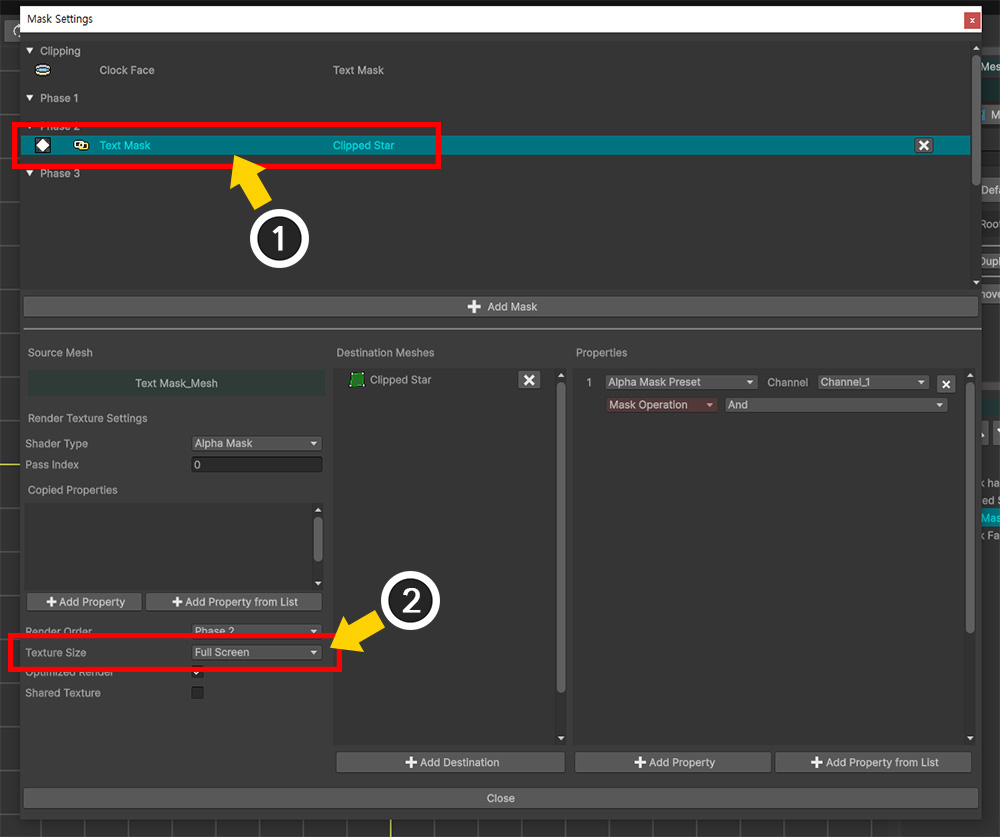 Mask Settings
x
Clipping
Clock Face Text Mask
Phase 1
Phase 2
Text Mask Clipped Star
Phase 3
1
Add Mask
Source Mesh Destination Meshes Properties
Text Mask_Mesh Clipped Star 1 Alpha Mask Preset Channel Channel_1
Mask Operation And
Render Texture Settings
Shader Type Alpha Mask
Pass Index 0
Copied Properties
Add Property Add Property from List
2
Render Order Phase 2
Texture Size Full Screen
Optimized Render
Shared Texture
Add Destination Add Property Add Property from List
Close